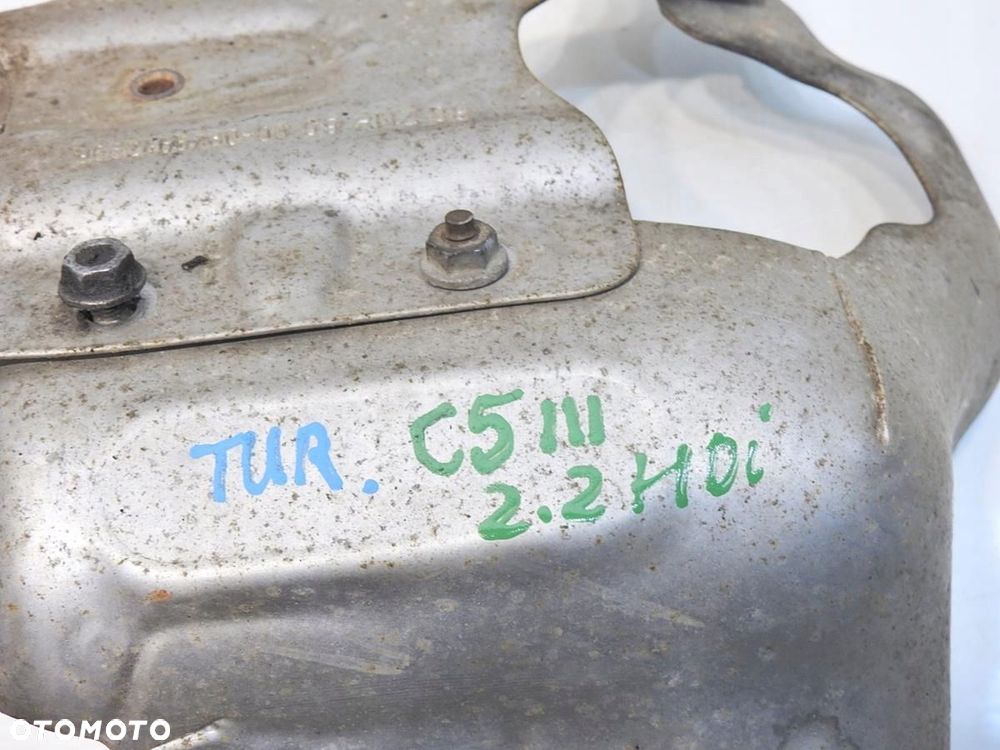 TUR. C5 III
2.2 HDi
OTOMOTO